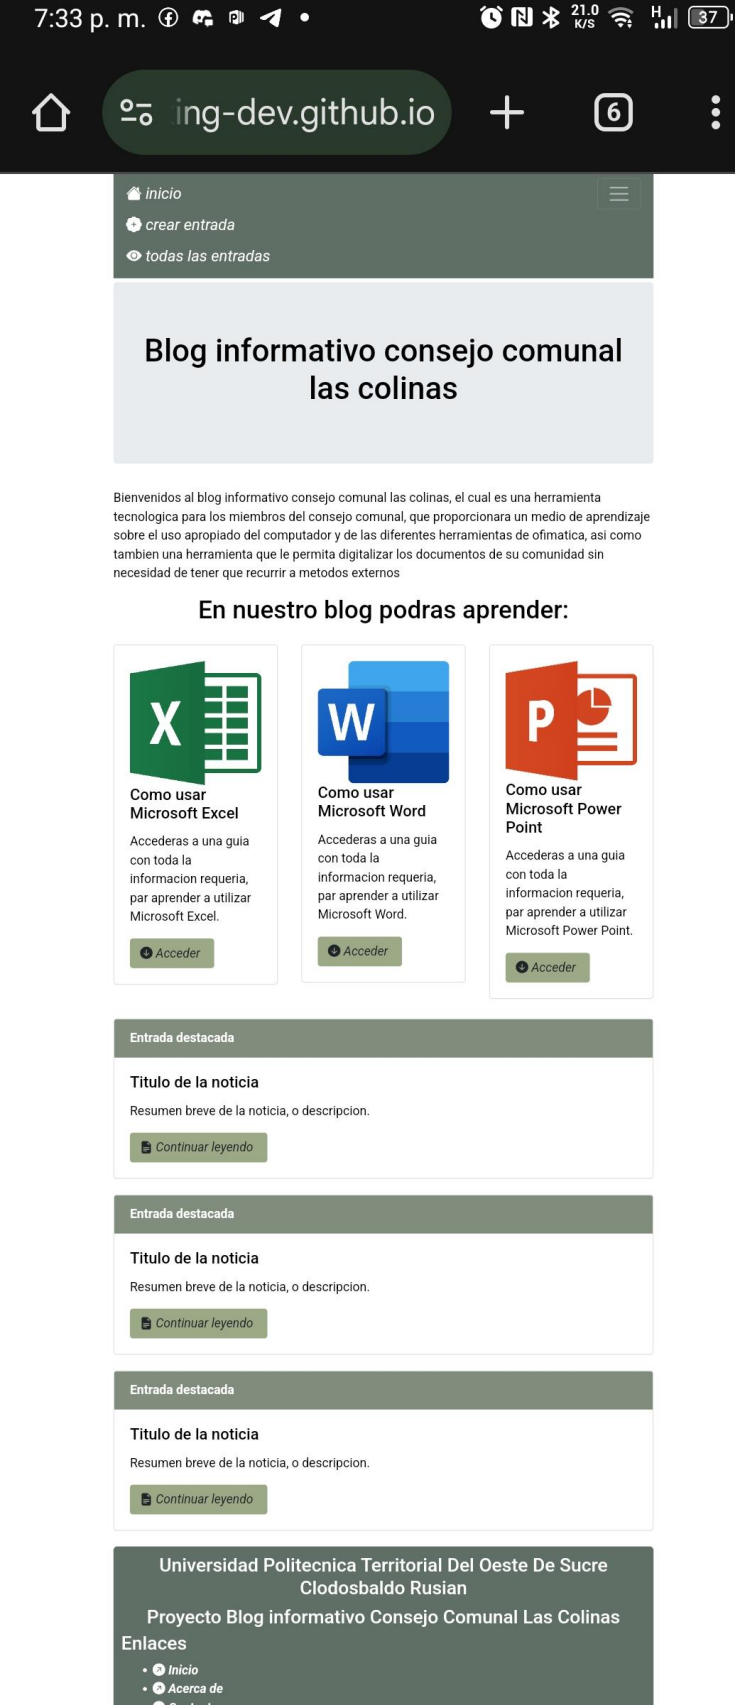 7:33 p. m.
21.0
K/S
H
37
ing-dev.github.io
6
inicio
crear entrada
todas las entradas
Blog informativo consejo comunal
las colinas
Bienvenidos al blog informativo consejo comunal las colinas, el cual es una herramienta
tecnologica para los miembros del consejo comunal, que proporcionara un medio de aprendizaje
sobre el uso apropiado del computador y de las diferentes herramientas de ofimatica, asi como
tambien una herramienta que le permita digitalizar los documentos de su comunidad sin
necesidad de tener que recurrir a metodos externos
En nuestro blog podras aprender:
X
Como usar
Microsoft Excel
Accederas a una guia
con toda la
informacion requeria,
par aprender a utilizar
Microsoft Excel.
Acceder
W
Como usar
Microsoft Word
Accederas a una guia
con toda la
informacion requeria,
par aprender a utilizar
Microsoft Word.
Acceder
P
Como usar
Microsoft Power
Point
Accederas a una guia
con toda la
informacion requeria,
par aprender a utilizar
Microsoft Power Point.
Acceder
Entrada destacada
Titulo de la noticia
Resumen breve de la noticia, o descripcion.
Continuar leyendo
Entrada destacada
Titulo de la noticia
Resumen breve de la noticia, o descripcion.
Continuar leyendo
Entrada destacada
Titulo de la noticia
Resumen breve de la noticia, o descripcion.
Continuar leyendo
Universidad Politecnica Territorial Del Oeste De Sucre
Clodosbaldo Rusian
Proyecto Blog informativo Consejo Comunal Las Colinas
Enlaces
Inicio
Acerca de